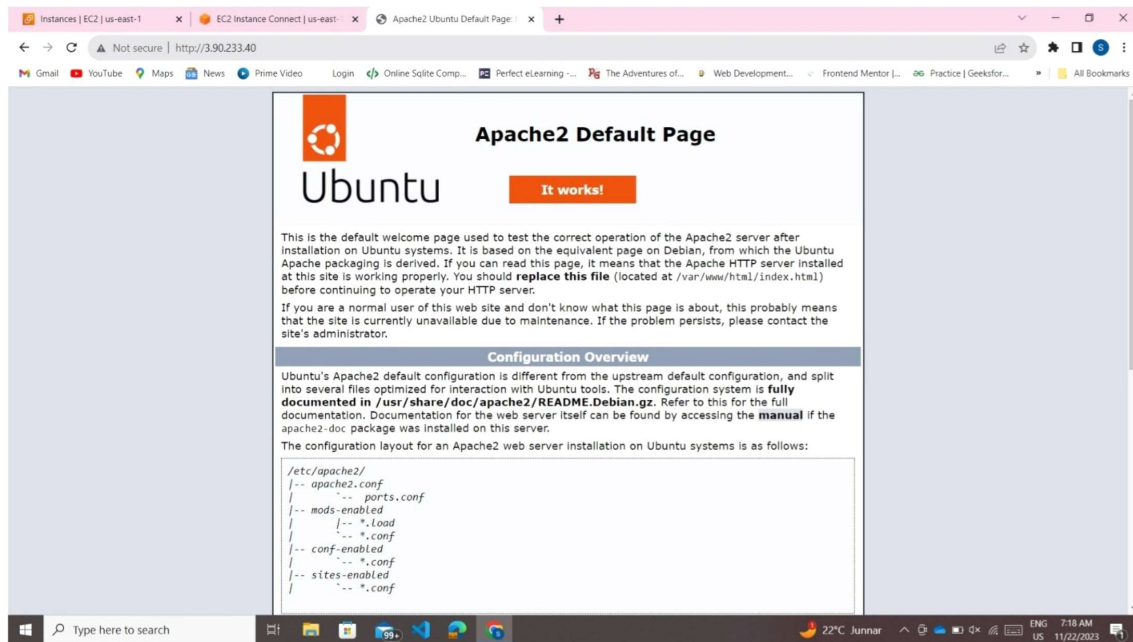 Instances | EC2 | us-east-1
EC2 Instance Connect | us-east-
Apache2 Ubuntu Default Page:
Not secure | http://3.90.233.40
S
Gmail YouTube Maps News Prime Video Login Online Sqlite Comp... Perfect eLearning -... The Adventures of... Web Development... Frontend Mentor |... Practice | Geeksfor... » All Bookmarks
Apache2 Default Page
Ubuntu
It works!
This is the default welcome page used to test the correct operation of the Apache2 server after
installation on Ubuntu systems. It is based on the equivalent page on Debian, from which the Ubuntu
Apache packaging is derived. If you can read this page, it means that the Apache HTTP server installed
at this site is working properly. You should replace this file (located at /var/www/html/index.html)
before continuing to operate your HTTP server.
If you are a normal user of this web site and don't know what this page is about, this probably means
that the site is currently unavailable due to maintenance. If the problem persists, please contact the
site's administrator.
Configuration Overview
Ubuntu's Apache2 default configuration is different from the upstream default configuration, and split
into several files optimized for interaction with Ubuntu tools. The configuration system is fully
documented in /usr/share/doc/apache2/README.Debian.gz. Refer to this for the full
documentation. Documentation for the web server itself can be found by accessing the manual if the
apache2-doc package was installed on this server.
The configuration layout for an Apache2 web server installation on Ubuntu systems is as follows:
/etc/apache2/
|-- apache2.conf
|       `--  ports.conf
|-- mods-enabled
|       |-- *.load
|       `-- *.conf
|-- conf-enabled
|       `-- *.conf
|-- sites-enabled
|       `-- *.conf
Type here to search
99+
22°C Junnar
ENG 7:18 AM
US 11/22/2023